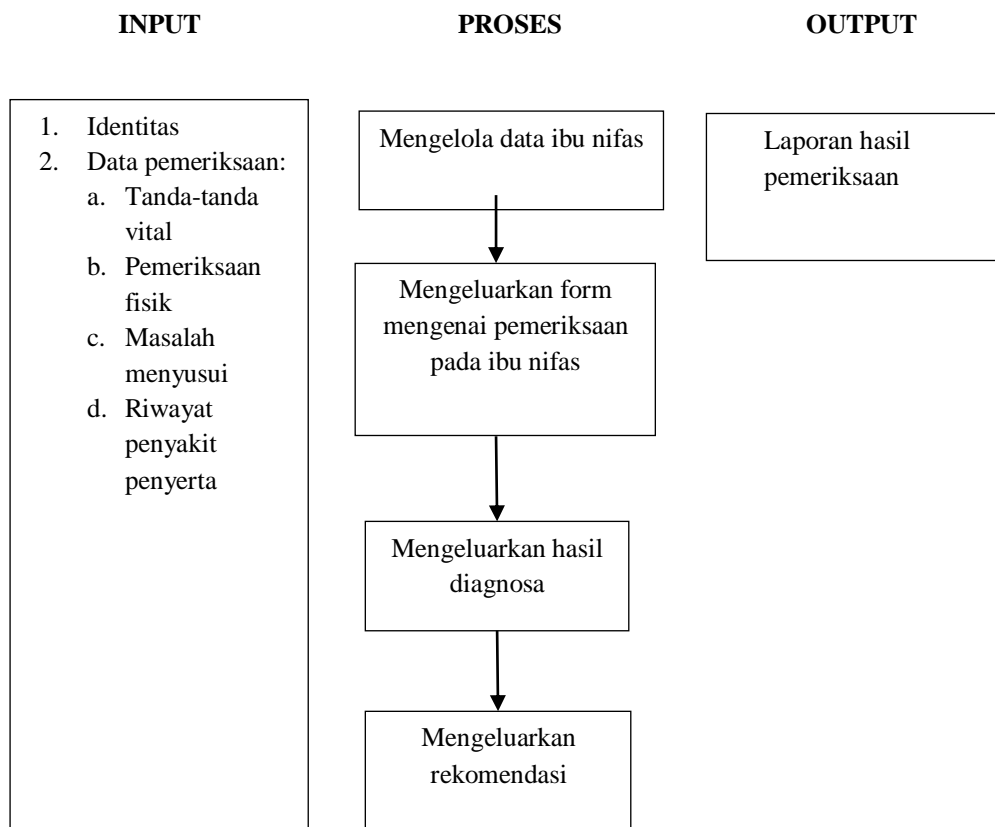 INPUT
PROSES
OUTPUT
1. Identitas
2. Data pemeriksaan:
a. Tanda-tanda
vital
b. Pemeriksaan
fisik
c. Masalah
menyusui
d. Riwayat
penyakit
penyerta
Mengelola data ibu nifas
Mengeluarkan form
mengenai pemeriksaan
pada ibu nifas
Mengeluarkan hasil
diagnosa
Mengeluarkan
rekomendasi
Laporan hasil
pemeriksaan